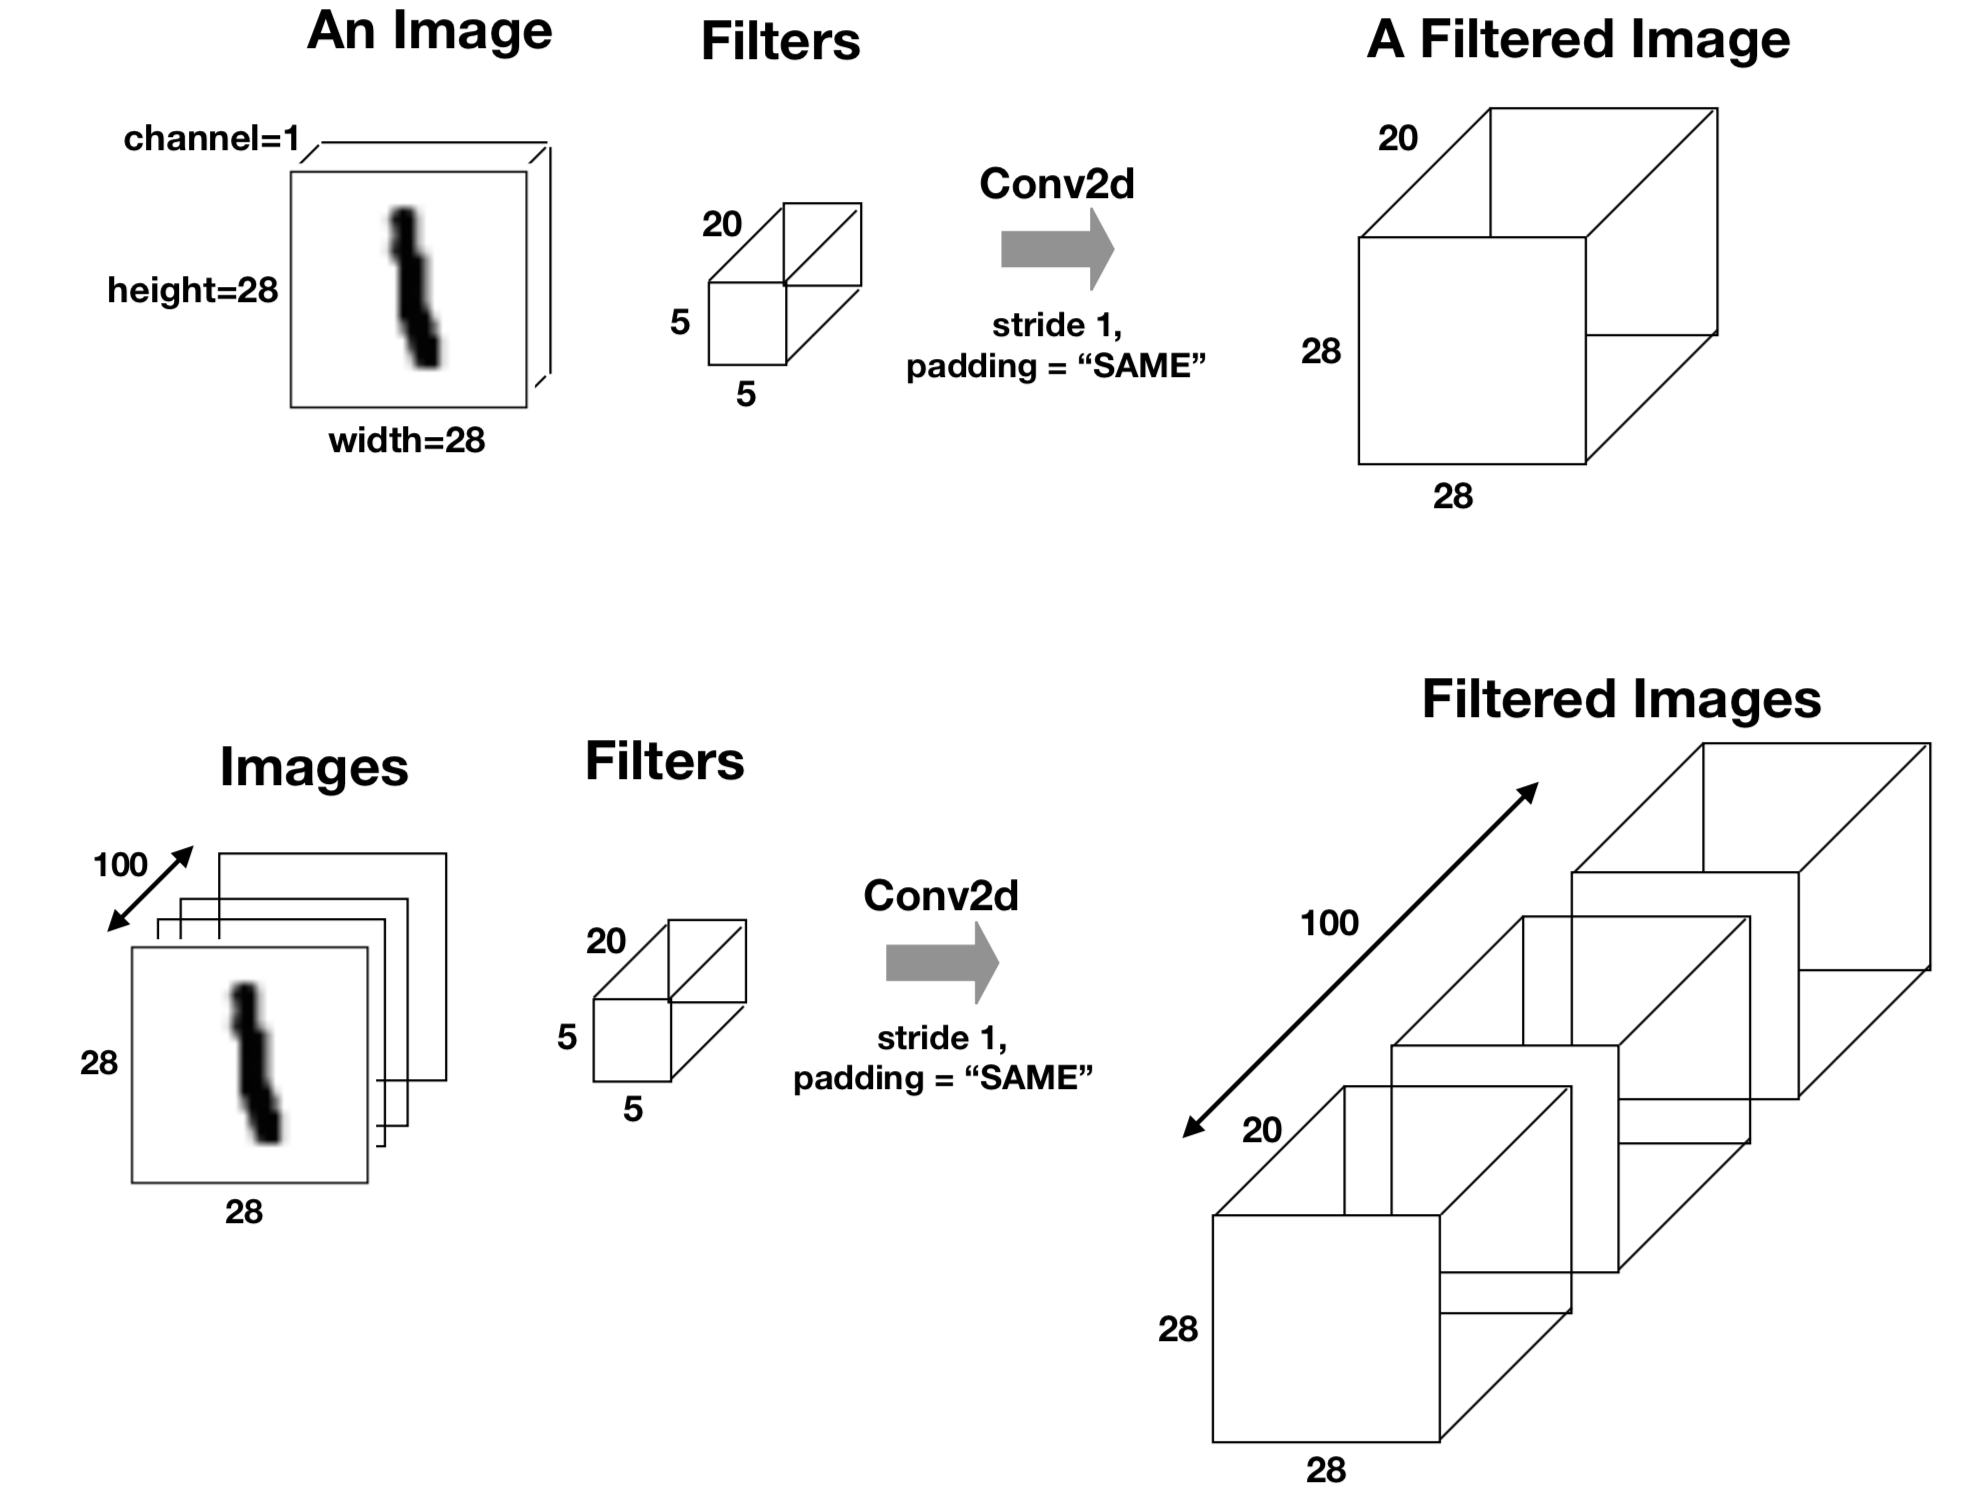 An Image
Filters
A Filtered Image
channel=1
20
20
Conv2d
height=28
5
stride 1,
28
padding = “SAME”
5
width=28
28
Filtered Images
Images
Filters
100
Conv2d
100
20
5
stride 1,
28
padding = “SAME”
5
20
28
28
28